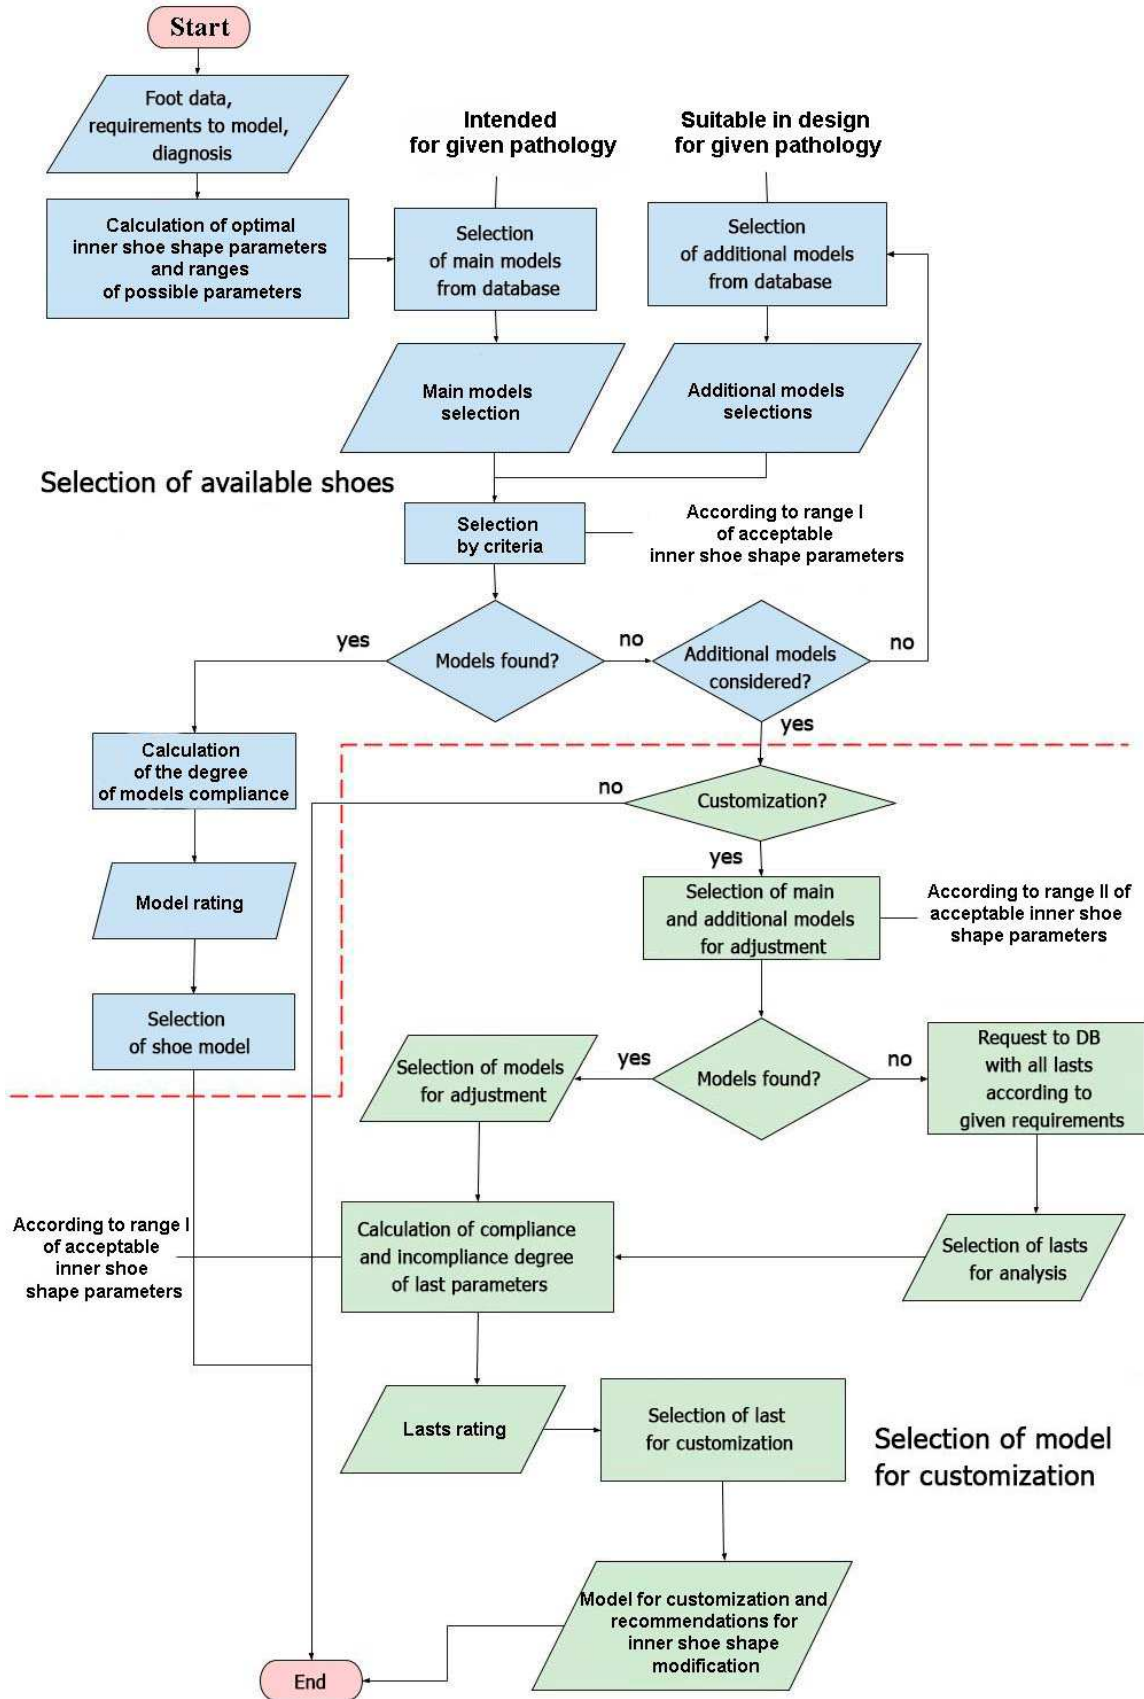 Start
Foot data,
requirements to model,
diagnosis
Intended
for given pathology
Suitable in design
for given pathology
Calculation of optimal
inner shoe shape parameters
and ranges
of possible parameters
Selection
of main models
from database
Selection
of additional models
from database
Main models
selection
Additional models
selections
Selection of available shoes
Selection
by criteria
According to range I
of acceptable
inner shoe shape parameters
yes
Models found?
no
Additional models
considered?
no
yes
Calculation
of the degree
of models compliance
no
Customization?
yes
Model rating
Selection of main
and additional models
for adjustment
According to range II of
acceptable inner shoe
shape parameters
Selection
of shoe model
Selection of models
for adjustment
yes
Models found?
no
Request to DB
with all lasts
according to
given requirements
According to range I
of acceptable
inner shoe
shape parameters
Calculation of compliance
and incompliance degree
of last parameters
Selection of lasts
for analysis
Lasts rating
Selection of last
for customization
Selection of model
for customization
Model for customization and
recommendations for
inner shoe shape
modification
End